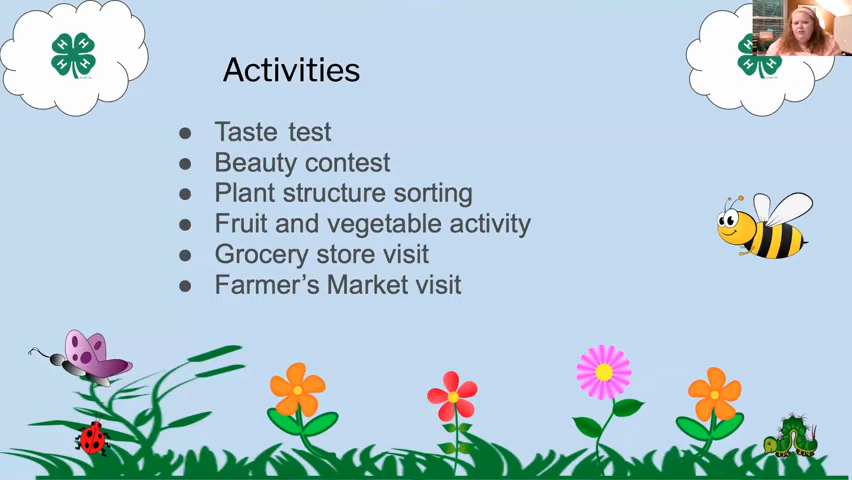 H H
H H
H H
H H
Activities
● Taste test
● Beauty contest
● Plant structure sorting
● Fruit and vegetable activity
● Grocery store visit
● Farmer's Market visit